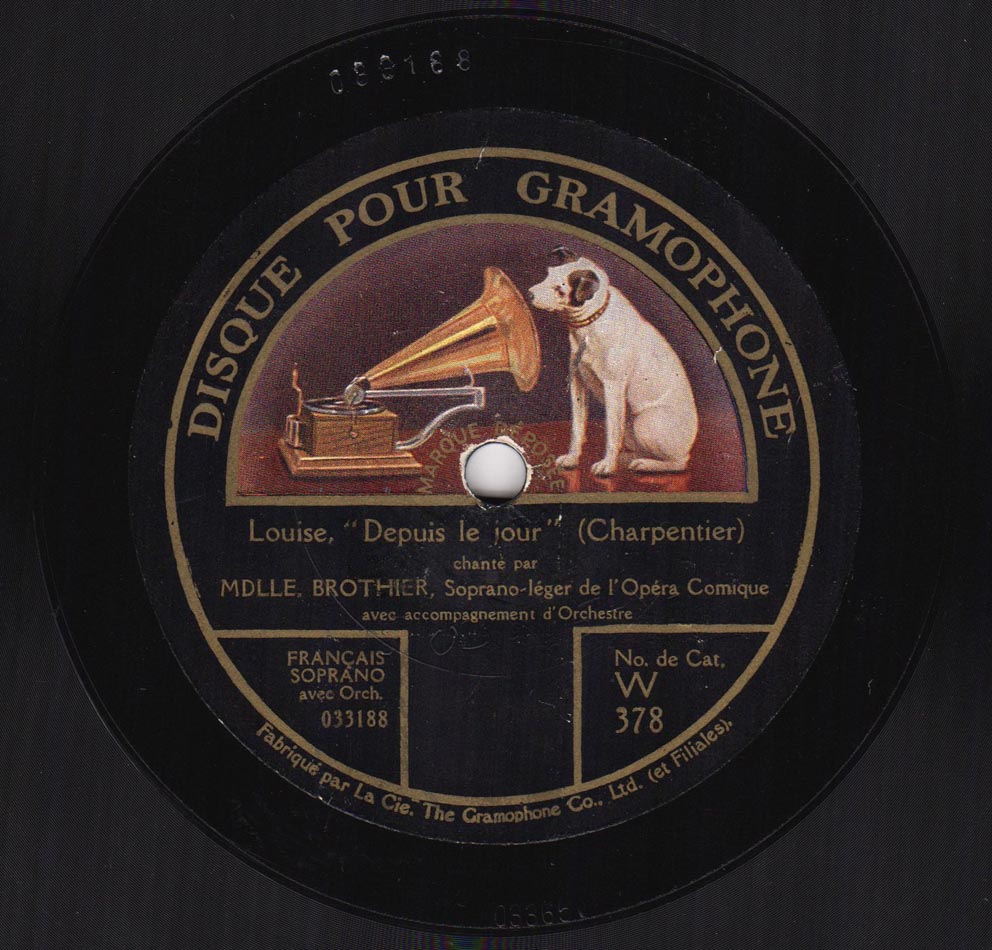 DISQUE POUR GRAMOPHONE
MARQUE DÉPOSÉE
Louise, "Depuis le jour" (Charpentier)
chanté par
MDLLE. BROTHIER, Soprano-léger de l'Opéra Comique
avec accompagnement d'Orchestre
FRANÇAIS
SOPRANO
avec Orch.
033188
No. de Cat.
W
378
Fabriqué par La Cie. The Gramophone Co., Ltd. (et Filiales).